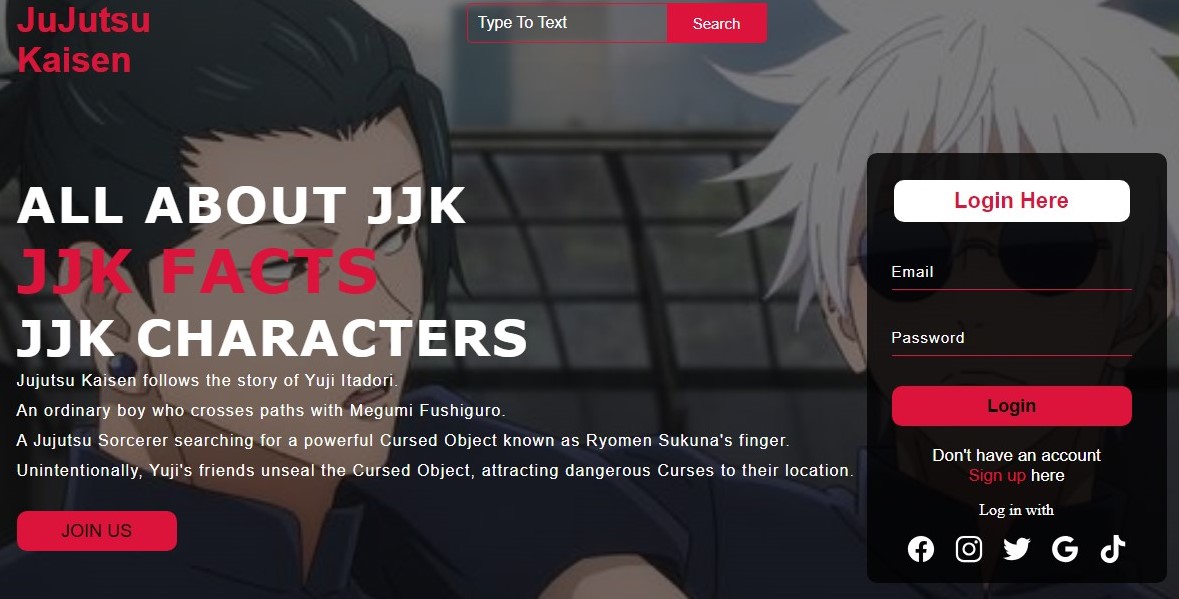 JuJutsu
Kaisen
Type To Text
Search
ALL ABOUT JJK
JJK FACTS
JJK CHARACTERS
Jujutsu Kaisen follows the story of Yuji Itadori.
An ordinary boy who crosses paths with Megumi Fushiguro.
A Jujutsu Sorcerer searching for a powerful Cursed Object known as Ryomen Sukuna's finger.
Unintentionally, Yuji's friends unseal the Cursed Object, attracting dangerous Curses to their location.
JOIN US
Login Here
Email
Password
Login
Don't have an account
Sign up here
Log in with